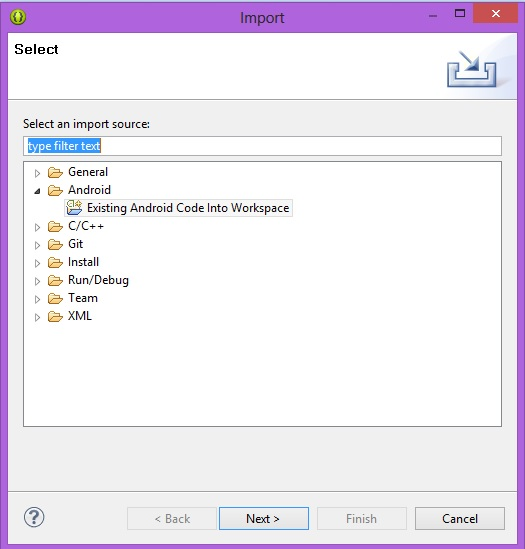 Import
Select
Select an import source:
type filter text
General
Android
Existing Android Code Into Workspace
C/C++
Git
Install
Run/Debug
Team
XML
?
< Back
Next >
Finish
Cancel